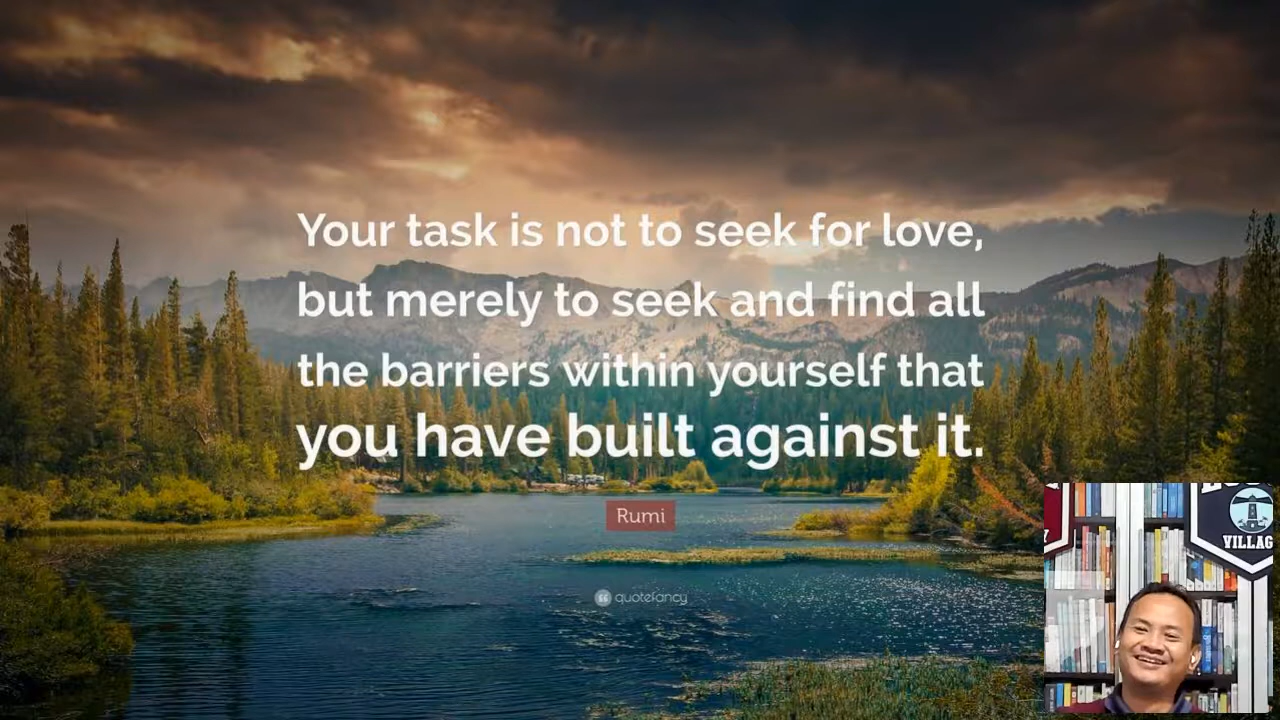 Your task is not to seek for love,
but merely to seek and find all
the barriers within yourself that
you have built against it.
Rumi
quotefancy
VILLAG